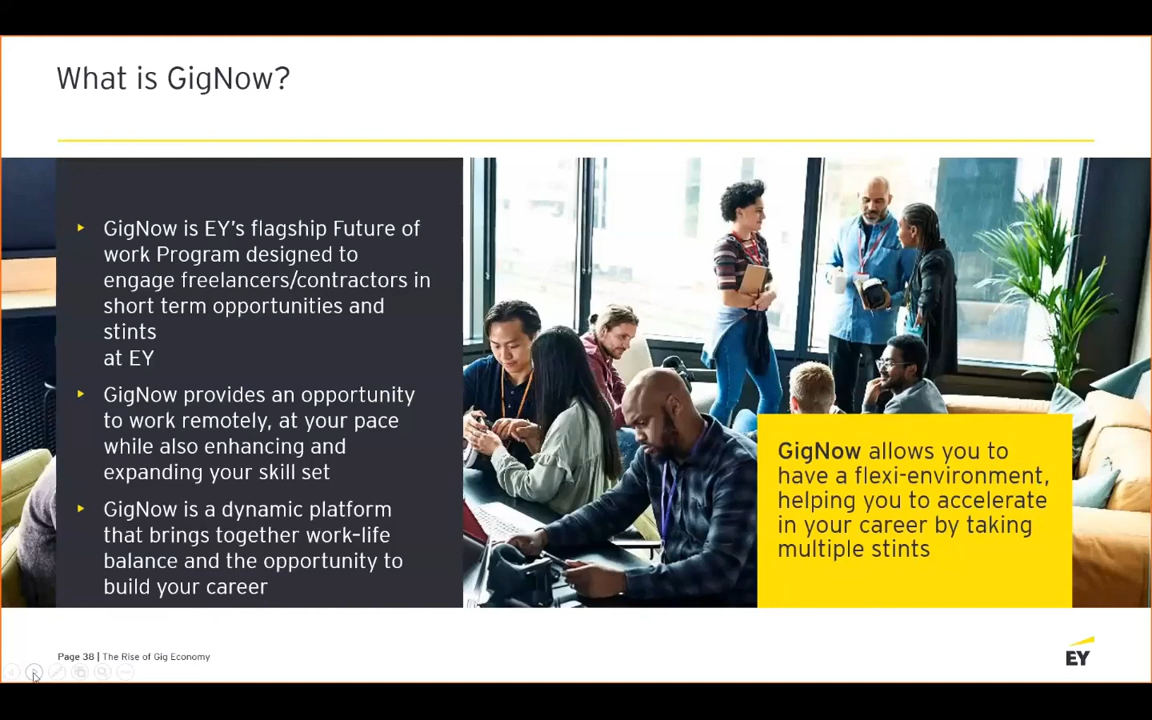 What is GigNow?
GigNow is EY's flagship Future of
work Program designed to
engage freelancers/contractors in
short term opportunities and
stints
at EY
GigNow provides an opportunity
to work remotely, at your pace
while also enhancing and
expanding your skill set
GigNow is a dynamic platform
that brings together work-life
balance and the opportunity to
build your career
GigNow allows you to
have a flexi-environment,
helping you to accelerate
in your career by taking
multiple stints
Page 38 | The Rise of Gig Economy
EY